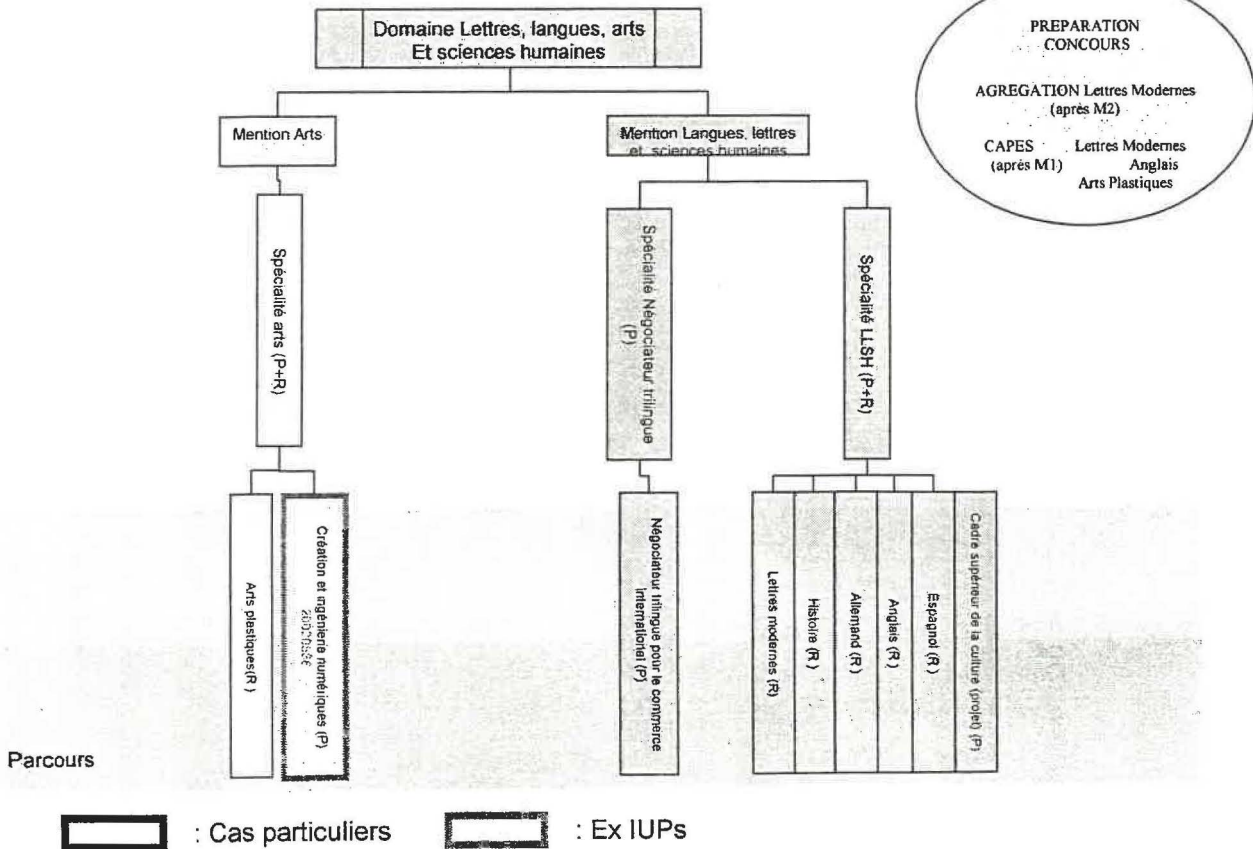 Domaine Lettres, langues, arts
Et sciences humaines
PREPARATION
CONCOURS
AGREGATION Lettres Modernes
(après M2)
CAPES Lettres Modernes
(après M1) Anglais
Arts Plastiques
Mention Arts
Mention Langues, lettres
et sciences humaines
Spécialité arts (P+R)
Spécialité Négociateur trilingue
(P)
Spécialité LLSH (P+R)
Arts plastiques(R )
Création et ingénierie numériques (P)
Négociateur trilingue pour le commerce
International (P)
Lettres modernes (R)
Histoire (R )
Allemand (R )
Anglais (R )
Espagnol (R )
Cadre supérieur de la culture (projet) (P)
Parcours
: Cas particuliers
: Ex IUPs